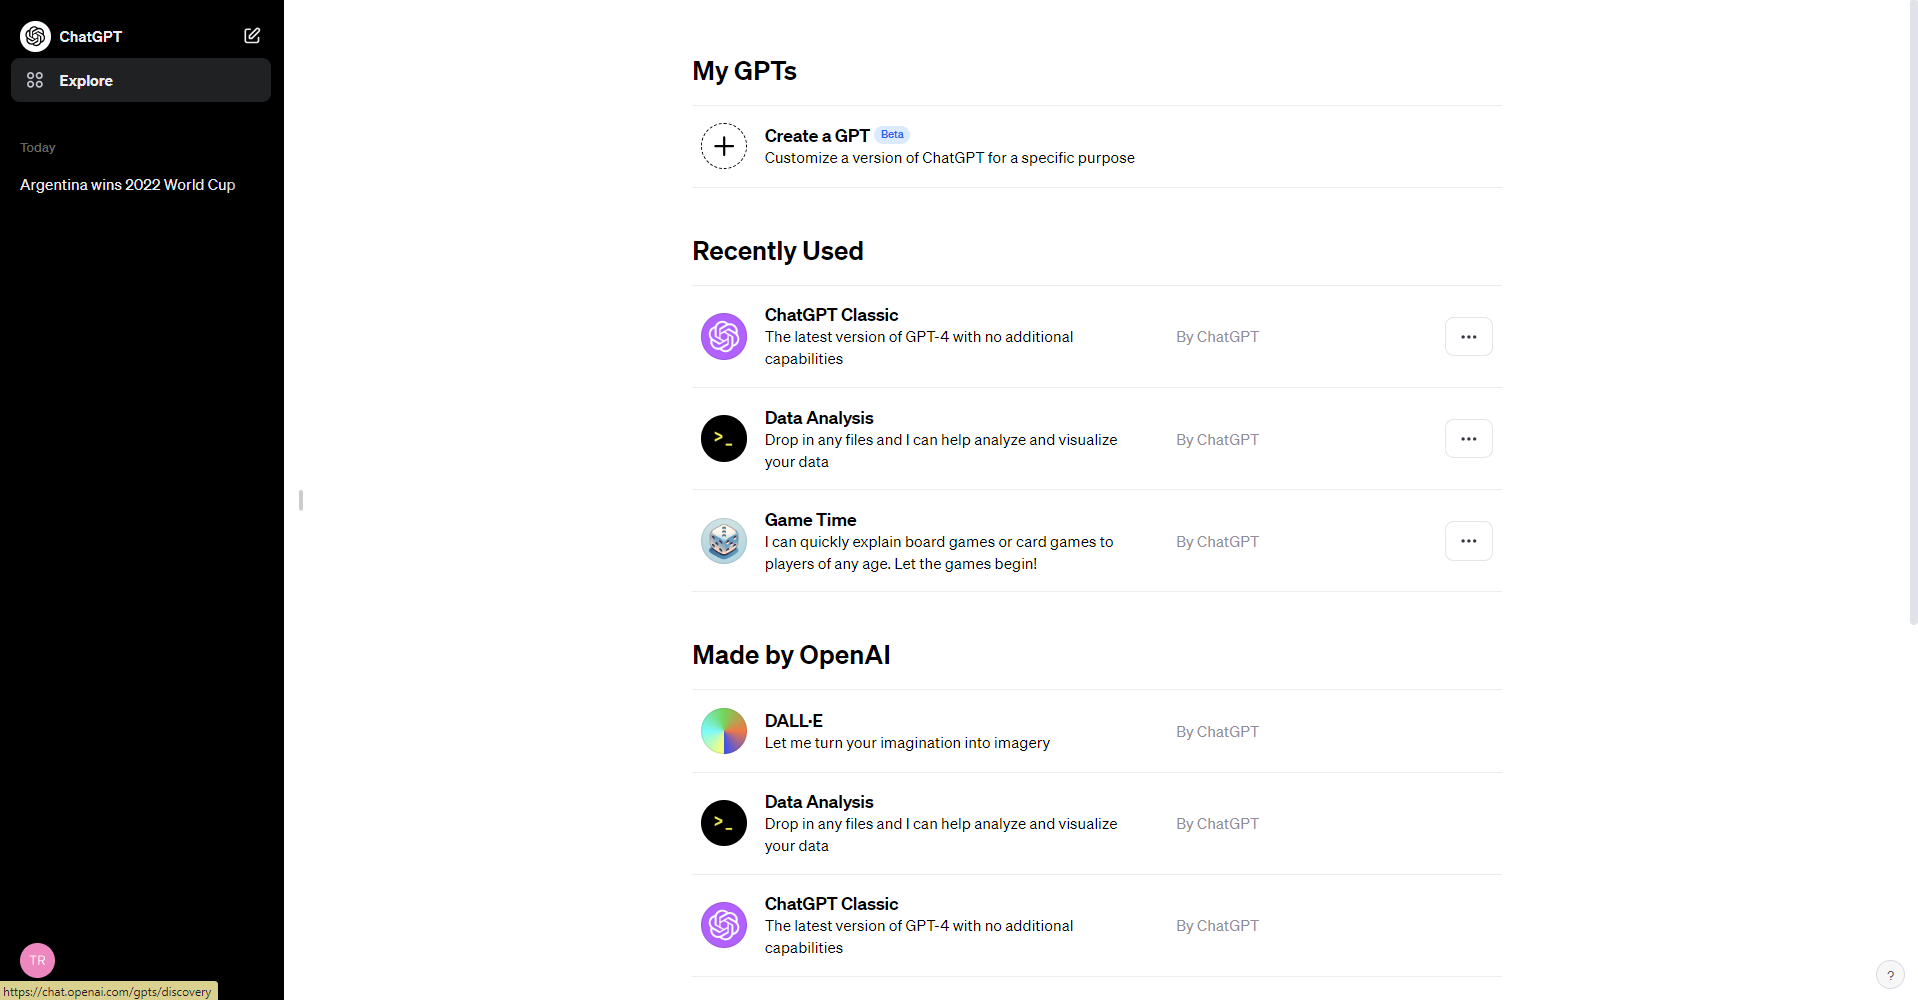 ChatGPT
Explore
Today
Argentina wins 2022 World Cup
TR
https://chat.openai.com/gpts/discovery
My GPTs
Create a GPT Beta
Customize a version of ChatGPT for a specific purpose
Recently Used
ChatGPT Classic
The latest version of GPT-4 with no additional
capabilities
By ChatGPT
Data Analysis
Drop in any files and I can help analyze and visualize
your data
By ChatGPT
Game Time
I can quickly explain board games or card games to
players of any age. Let the games begin!
By ChatGPT
Made by OpenAI
DALL·E
Let me turn your imagination into imagery
By ChatGPT
Data Analysis
Drop in any files and I can help analyze and visualize
your data
By ChatGPT
ChatGPT Classic
The latest version of GPT-4 with no additional
capabilities
By ChatGPT
?